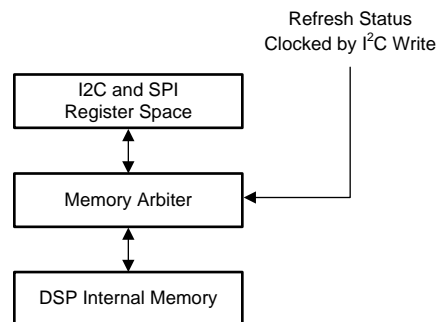 Refresh Status
Clocked by I²C Write
I2C and SPI
Register Space
Memory Arbiter
DSP Internal Memory